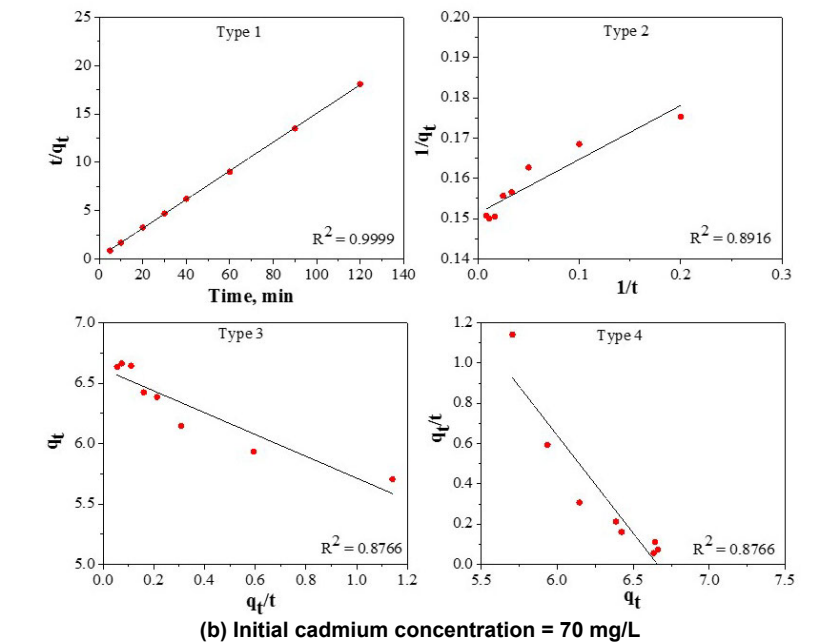 Type 1
25
20
15
10
5
0
t/qt
0 20 40 60 80 100 120 140
Time, min
R2 = 0.9999
Type 2
0.20
0.19
0.18
0.17
0.16
0.15
0.14
1/qt
0.0 0.1 0.2 0.3
1/t
R2 = 0.8916
Type 3
7.0
6.5
6.0
5.5
5.0
qt
0.0 0.2 0.4 0.6 0.8 1.0 1.2
qt/t
R2 = 0.8766
Type 4
1.2
1.0
0.8
0.6
0.4
0.2
0.0
qt/t
5.5 6.0 6.5 7.0 7.5
qt
R2 = 0.8766
(b) Initial cadmium concentration = 70 mg/L